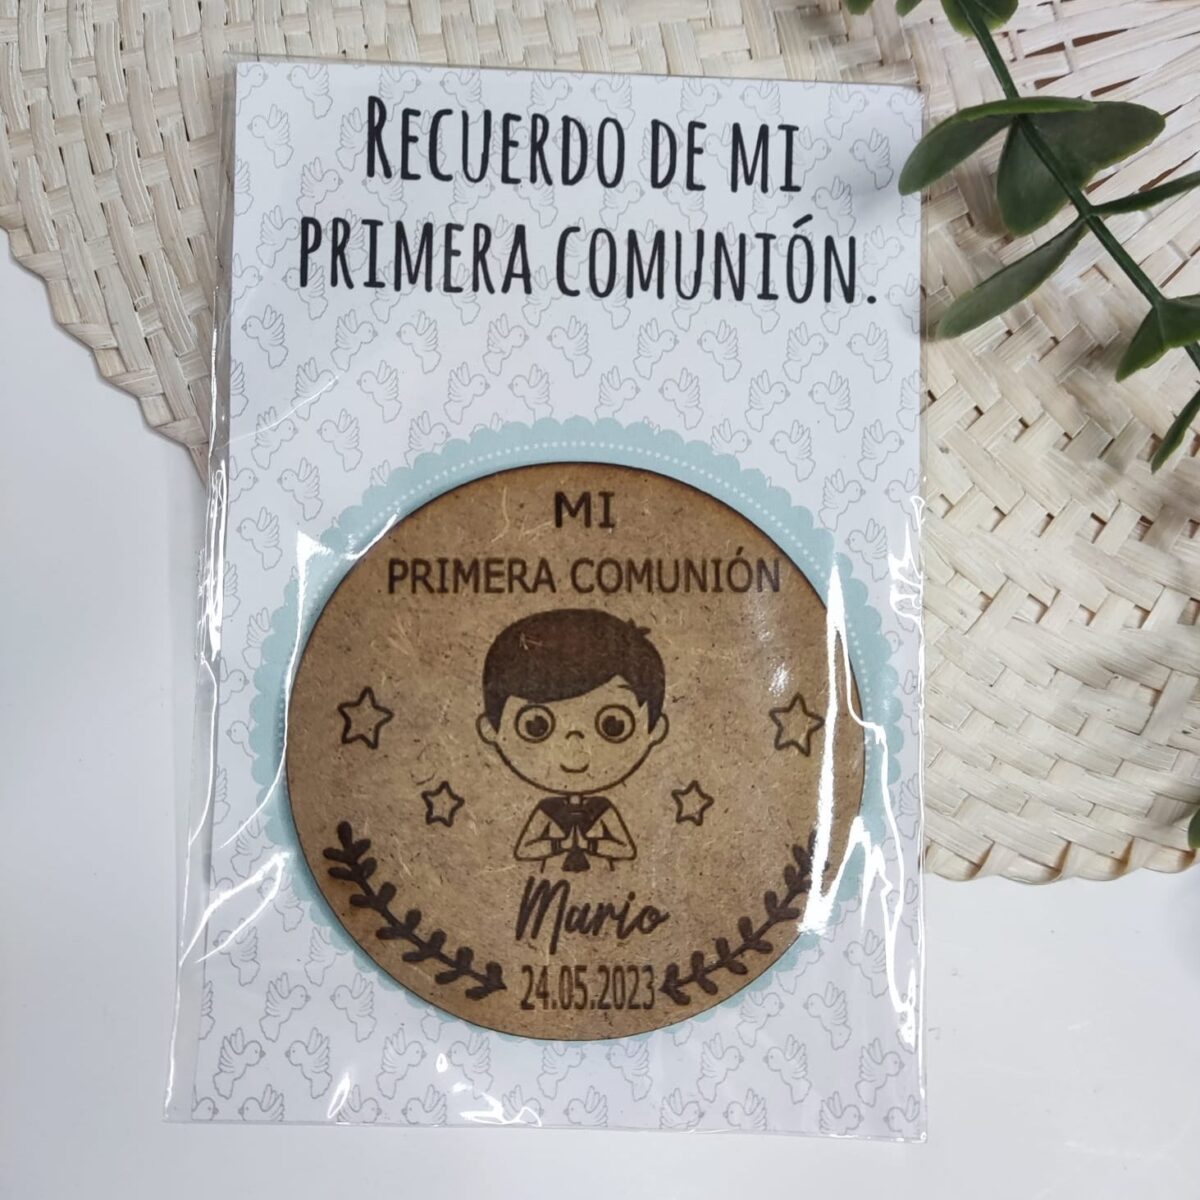 RECUERDO DE MI
PRIMERA COMUNIÓN.
MI
PRIMERA COMUNIÓN
Mario
24.05.2023